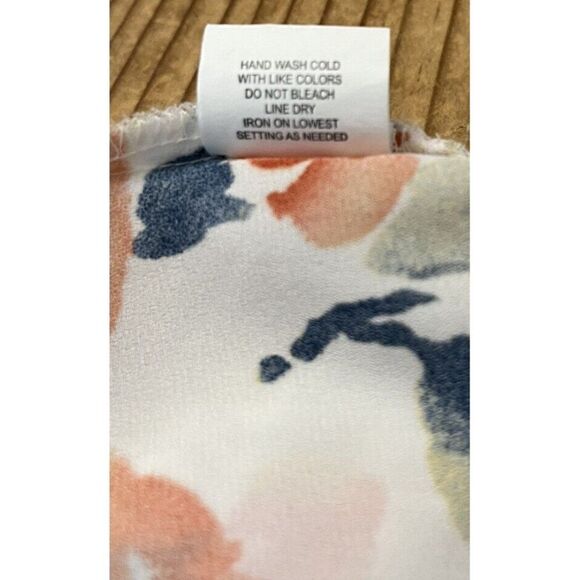 HAND WASH COLD
WITH LIKE COLORS
DO NOT BLEACH
LINE DRY
IRON ON LOWEST
SETTING AS NEEDED